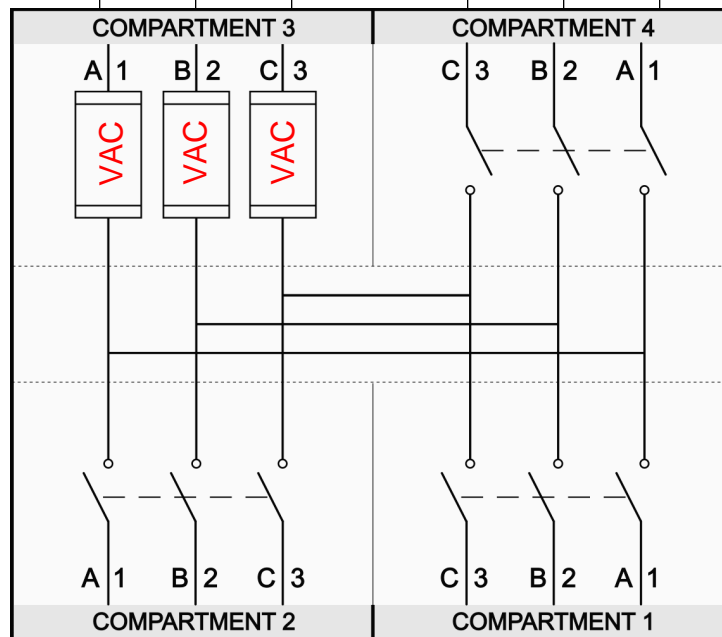 COMPARTMENT 3 COMPARTMENT 4
A 1 B 2 C 3 C 3 B 2 A 1
VAC VAC VAC
A 1 B 2 C 3 C 3 B 2 A 1
COMPARTMENT 2 COMPARTMENT 1